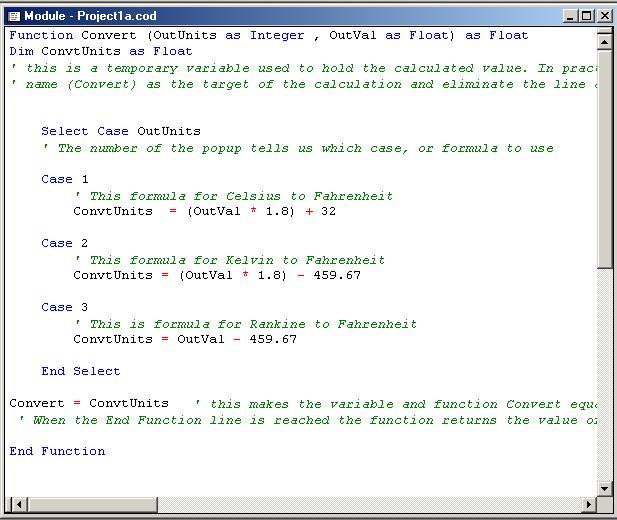 Module - Project1a.cod
Function Convert (OutUnits as Integer , OutVal as Float) as Float
Dim ConvtUnits as Float
' this is a temporary variable used to hold the calculated value. In
' name (Convert) as the target of the calculation and eliminate the line
Select Case OutUnits
' The number of the popup tells us which case, or formula to use
Case 1
' This formula for Celsius to Fahrenheit
ConvtUnits = (OutVal * 1.8) + 32
Case 2
' This formula for Kelvin to Fahrenheit
ConvtUnits = (OutVal * 1.8) - 459.67
Case 3
' This is formula for Rankine to Fahrenheit
ConvtUnits = OutVal - 459.67
End Select
Convert = ConvtUnits ' this makes the variable and function Convert
' When the End Function line is reached the function returns the value
End Function